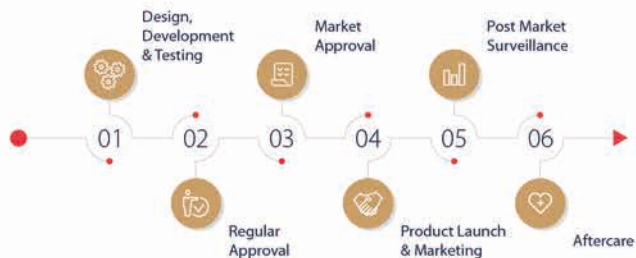 Design,
Development
& Testing
Market
Approval
Post Market
Surveillance
01
02
03
04
05
06
Regular
Approval
Product Launch
& Marketing
Aftercare